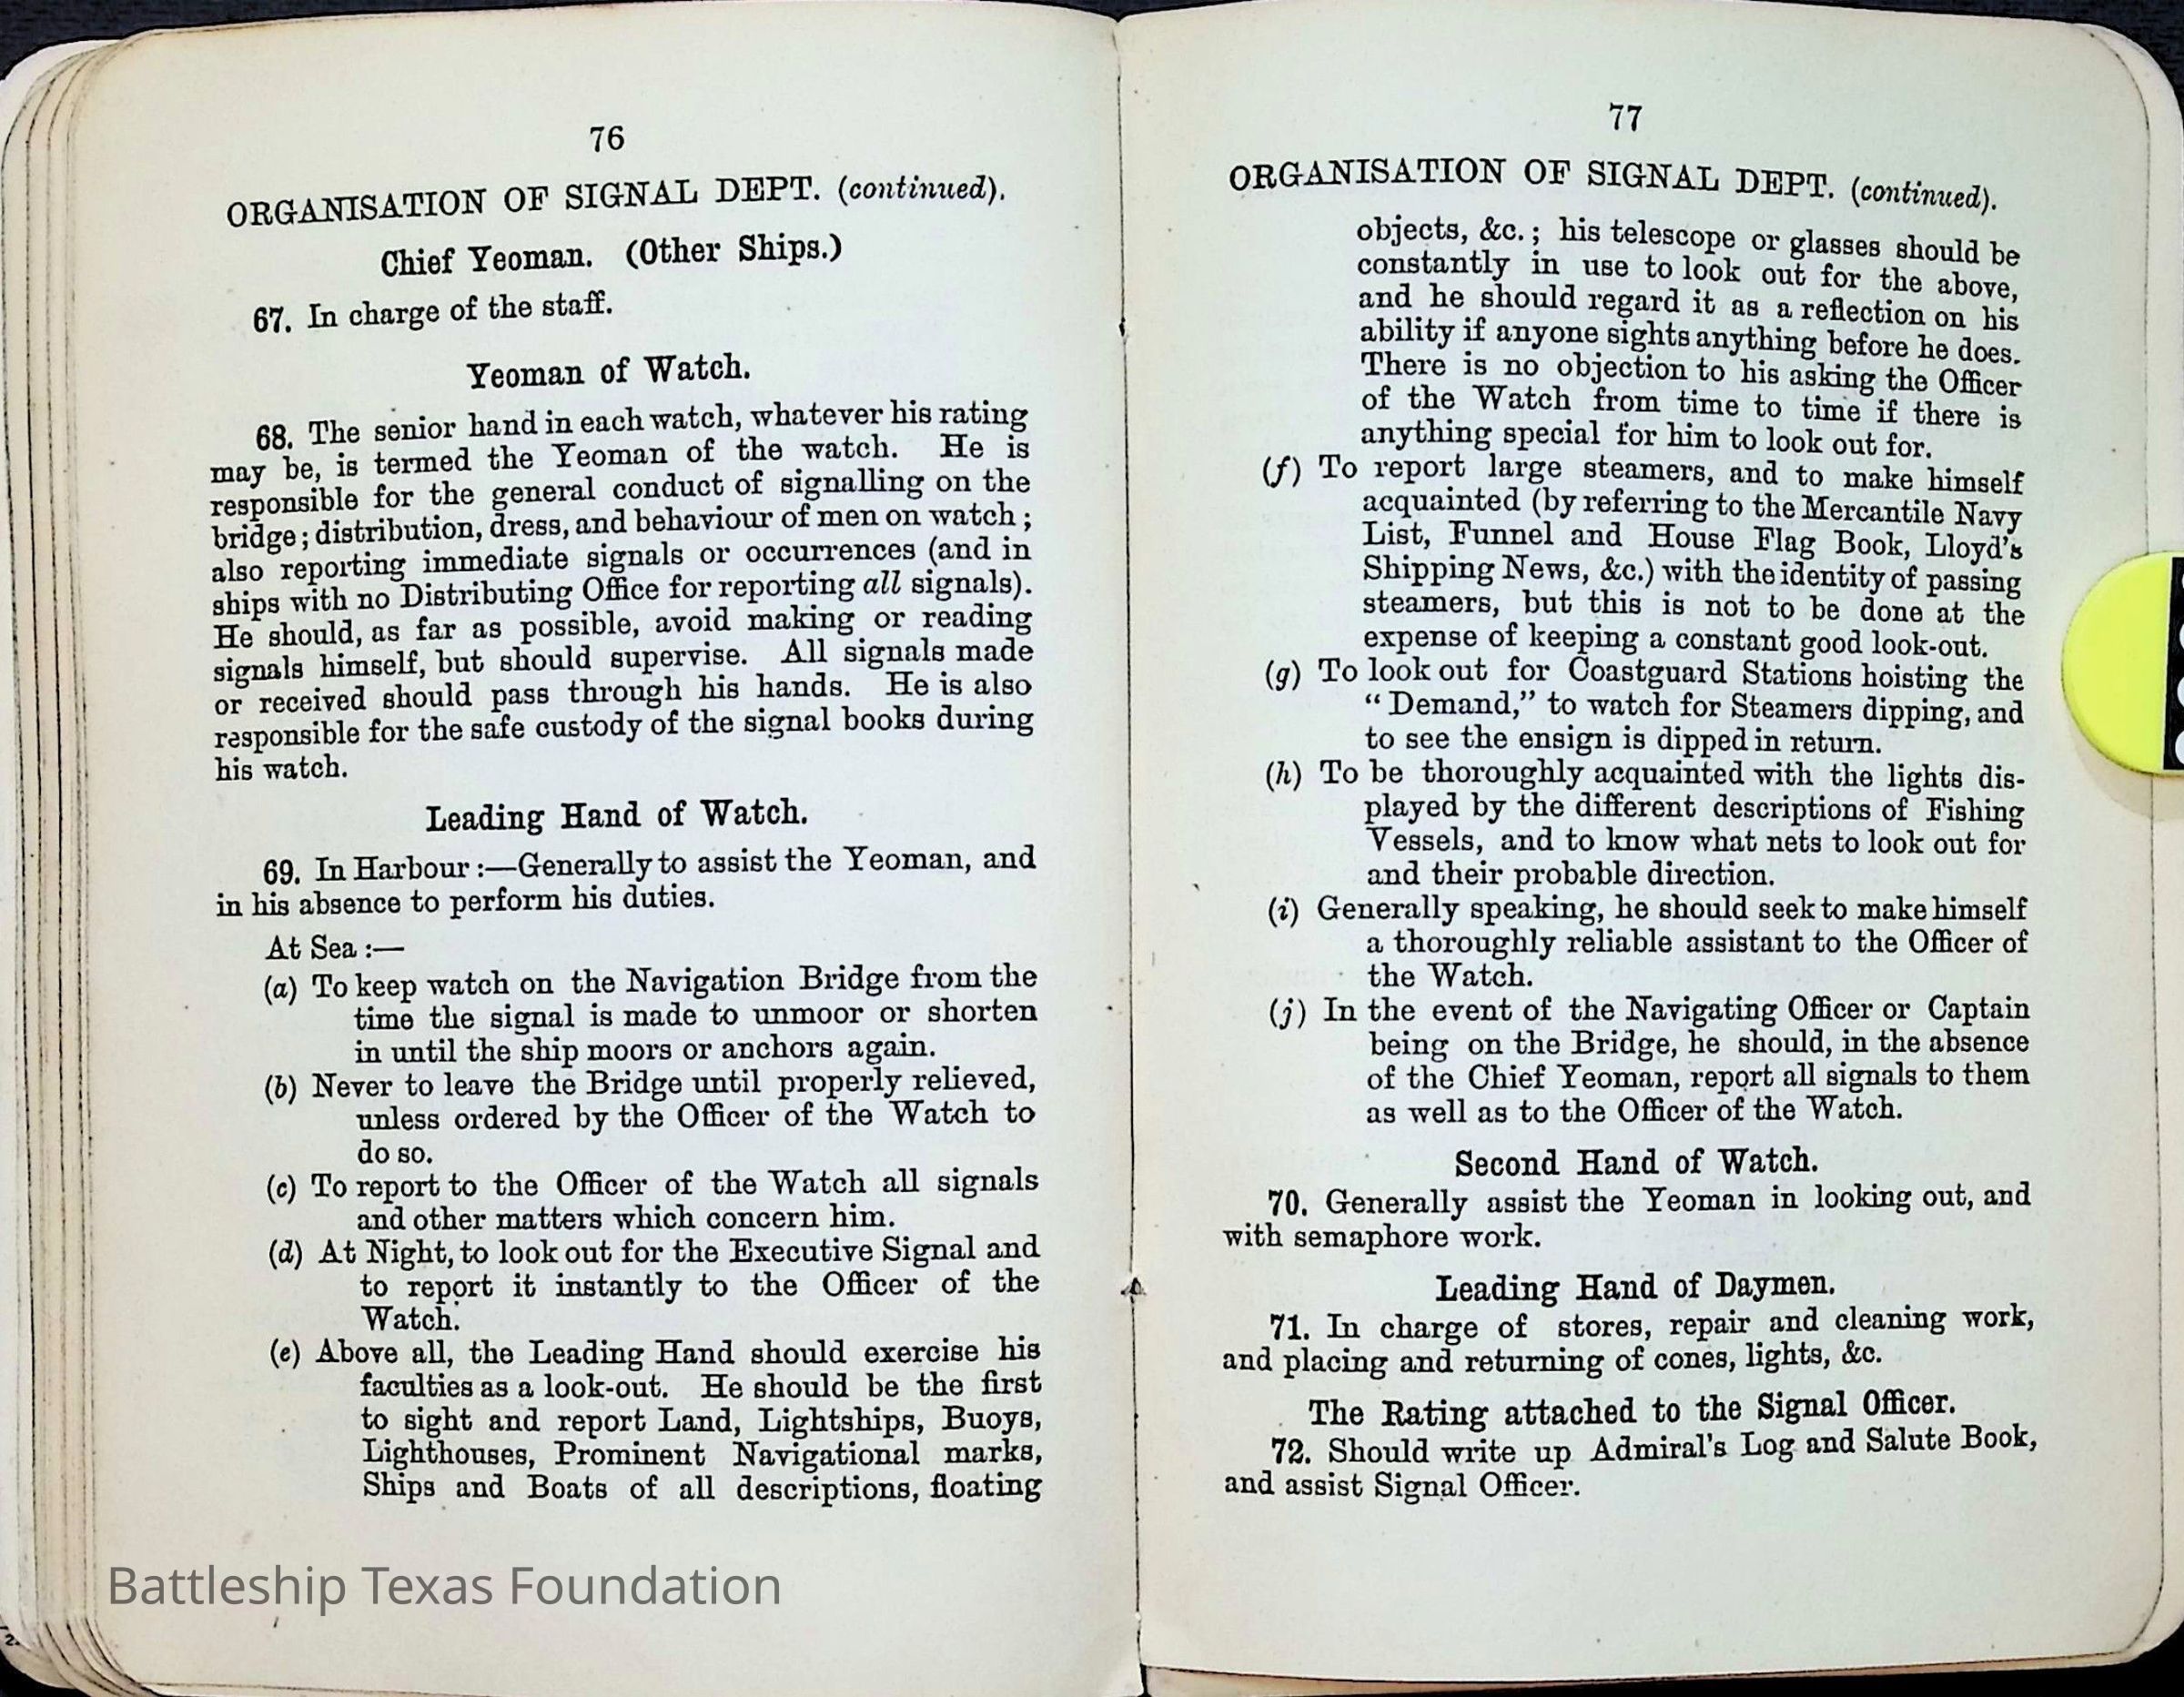 76
ORGANISATION OF SIGNAL DEPT. (continued).
Chief Yeoman. (Other Ships.)
67. In charge of the staff.
Yeoman of Watch.
68. The senior hand in each watch, whatever his rating
may be, is termed the Yeoman of the watch. He is
responsible for the general conduct of signalling on the
bridge; distribution, dress, and behaviour of men on watch;
also reporting immediate signals or occurrences (and in
ships with no Distributing Office for reporting all signals).
He should, as far as possible, avoid making or reading
signals himself, but should supervise. All signals made
or received should pass through his hands. He is also
responsible for the safe custody of the signal books during
his watch.
Leading Hand of Watch.
69. In Harbour :—Generally to assist the Yeoman, and
in his absence to perform his duties.
At Sea :—
(a) To keep watch on the Navigation Bridge from the
time the signal is made to unmoor or shorten
in until the ship moors or anchors again.
(b) Never to leave the Bridge until properly relieved,
unless ordered by the Officer of the Watch to
do so.
(c) To report to the Officer of the Watch all signals
and other matters which concern him.
(d) At Night, to look out for the Executive Signal and
to report it instantly to the Officer of the
Watch.
(e) Above all, the Leading Hand should exercise his
faculties as a look-out. He should be the first
to sight and report Land, Lightships, Buoys,
Lighthouses, Prominent Navigational marks,
Ships and Boats of all descriptions, floating
77
ORGANISATION OF SIGNAL DEPT. (continued).
objects, &c.; his telescope or glasses should be
constantly in use to look out for the above,
and he should regard it as a reflection on his
ability if anyone sights anything before he does.
There is no objection to his asking the Officer
of the Watch from time to time if there is
anything special for him to look out for.
(f) To report large steamers, and to make himself
acquainted (by referring to the Mercantile Navy
List, Funnel and House Flag Book, Lloyd's
Shipping News, &c.) with the identity of passing
steamers, but this is not to be done at the
expense of keeping a constant good look-out.
(g) To look out for Coastguard Stations hoisting the
“Demand,” to watch for Steamers dipping, and
to see the ensign is dipped in return.
(h) To be thoroughly acquainted with the lights dis-
played by the different descriptions of Fishing
Vessels, and to know what nets to look out for
and their probable direction.
(i) Generally speaking, he should seek to make himself
a thoroughly reliable assistant to the Officer of
the Watch.
(j) In the event of the Navigating Officer or Captain
being on the Bridge, he should, in the absence
of the Chief Yeoman, report all signals to them
as well as to the Officer of the Watch.
Second Hand of Watch.
70. Generally assist the Yeoman in looking out, and
with semaphore work.
Leading Hand of Daymen.
71. In charge of stores, repair and cleaning work,
and placing and returning of cones, lights, &c.
The Rating attached to the Signal Officer.
72. Should write up Admiral's Log and Salute Book,
and assist Signal Officer.
Battleship Texas Foundation